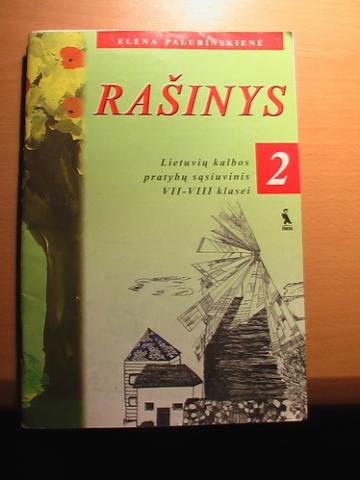 ELENA PALUBINSKIENĖ
RAŠINYS
Lietuvių kalbos
pratybų sąsiuvinis
VII-VIII klasei
2